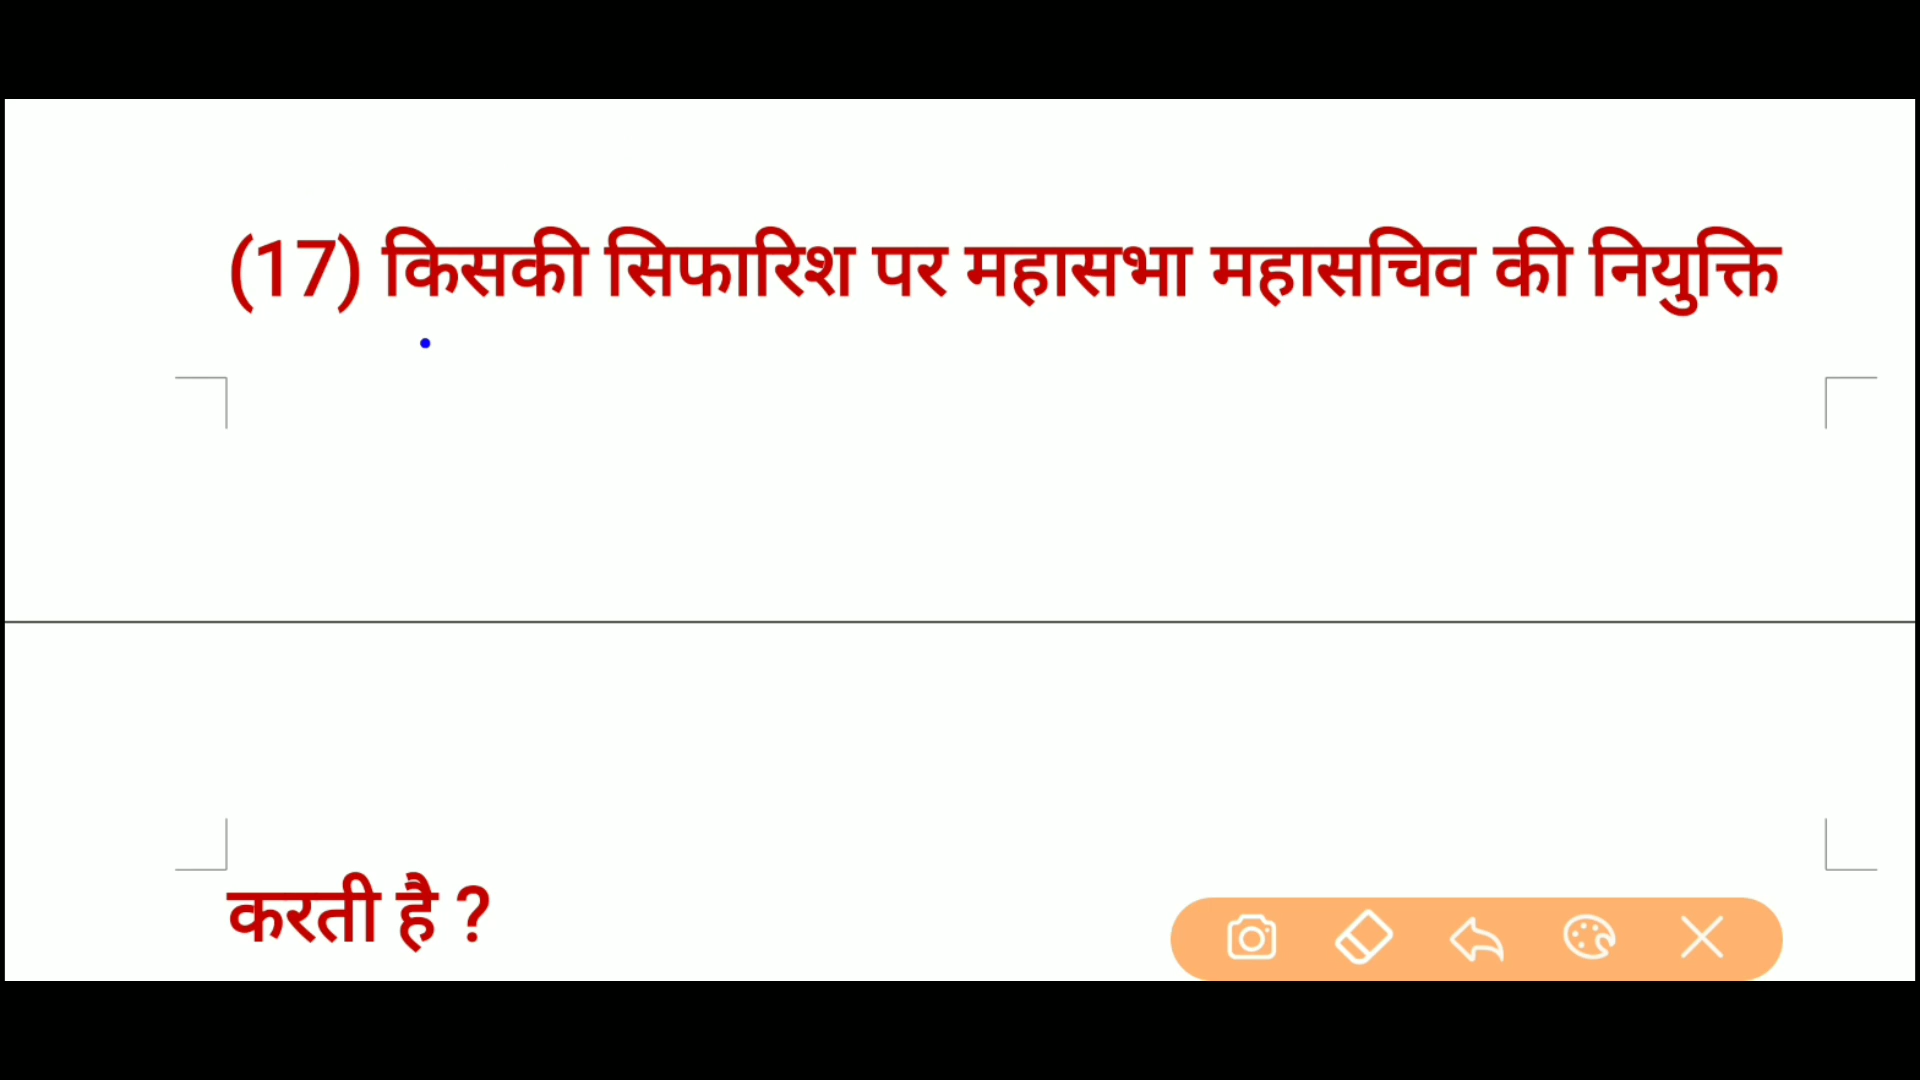 (17) किसकी सिफारिश पर महासभा महासचिव की नियुक्ति
करती है ?